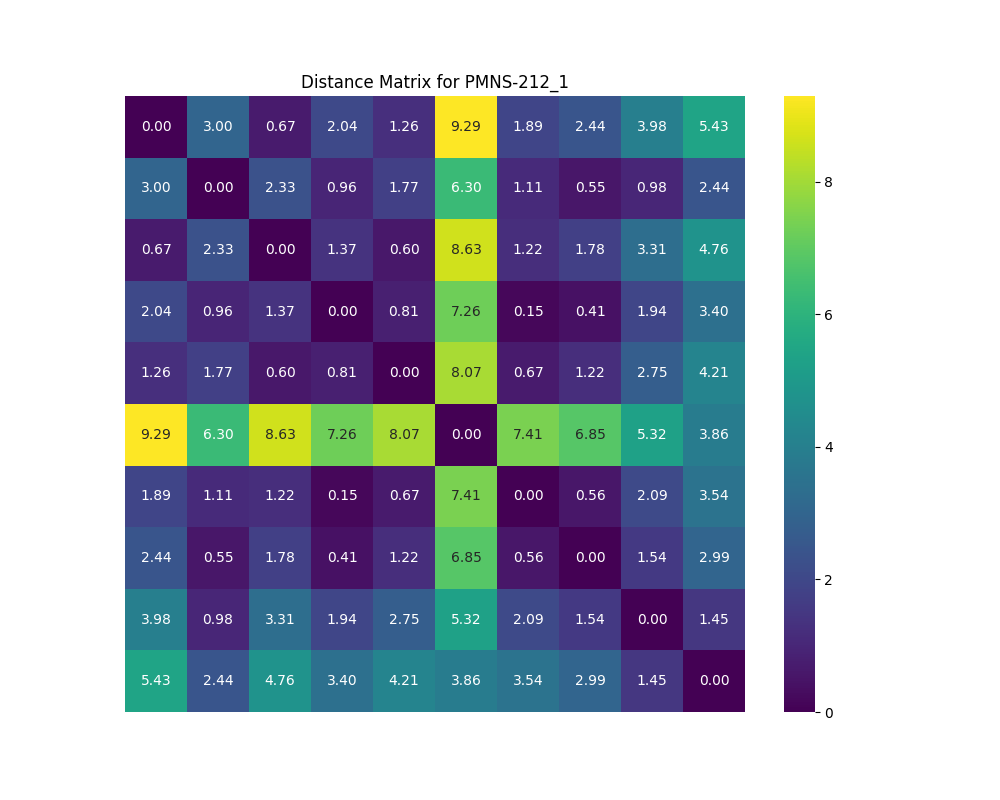 Distance Matrix for PMNS-212_1
0.00 3.00 0.67 2.04 1.26 9.29 1.89 2.44 3.98 5.43
3.00 0.00 2.33 0.96 1.77 6.30 1.11 0.55 0.98 2.44
0.67 2.33 0.00 1.37 0.60 8.63 1.22 1.78 3.31 4.76
2.04 0.96 1.37 0.00 0.81 7.26 0.15 0.41 1.94 3.40
1.26 1.77 0.60 0.81 0.00 8.07 0.67 1.22 2.75 4.21
9.29 6.30 8.63 7.26 8.07 0.00 7.41 6.85 5.32 3.86
1.89 1.11 1.22 0.15 0.67 7.41 0.00 0.56 2.09 3.54
2.44 0.55 1.78 0.41 1.22 6.85 0.56 0.00 1.54 2.99
3.98 0.98 3.31 1.94 2.75 5.32 2.09 1.54 0.00 1.45
5.43 2.44 4.76 3.40 4.21 3.86 3.54 2.99 1.45 0.00
8
6
4
2
0